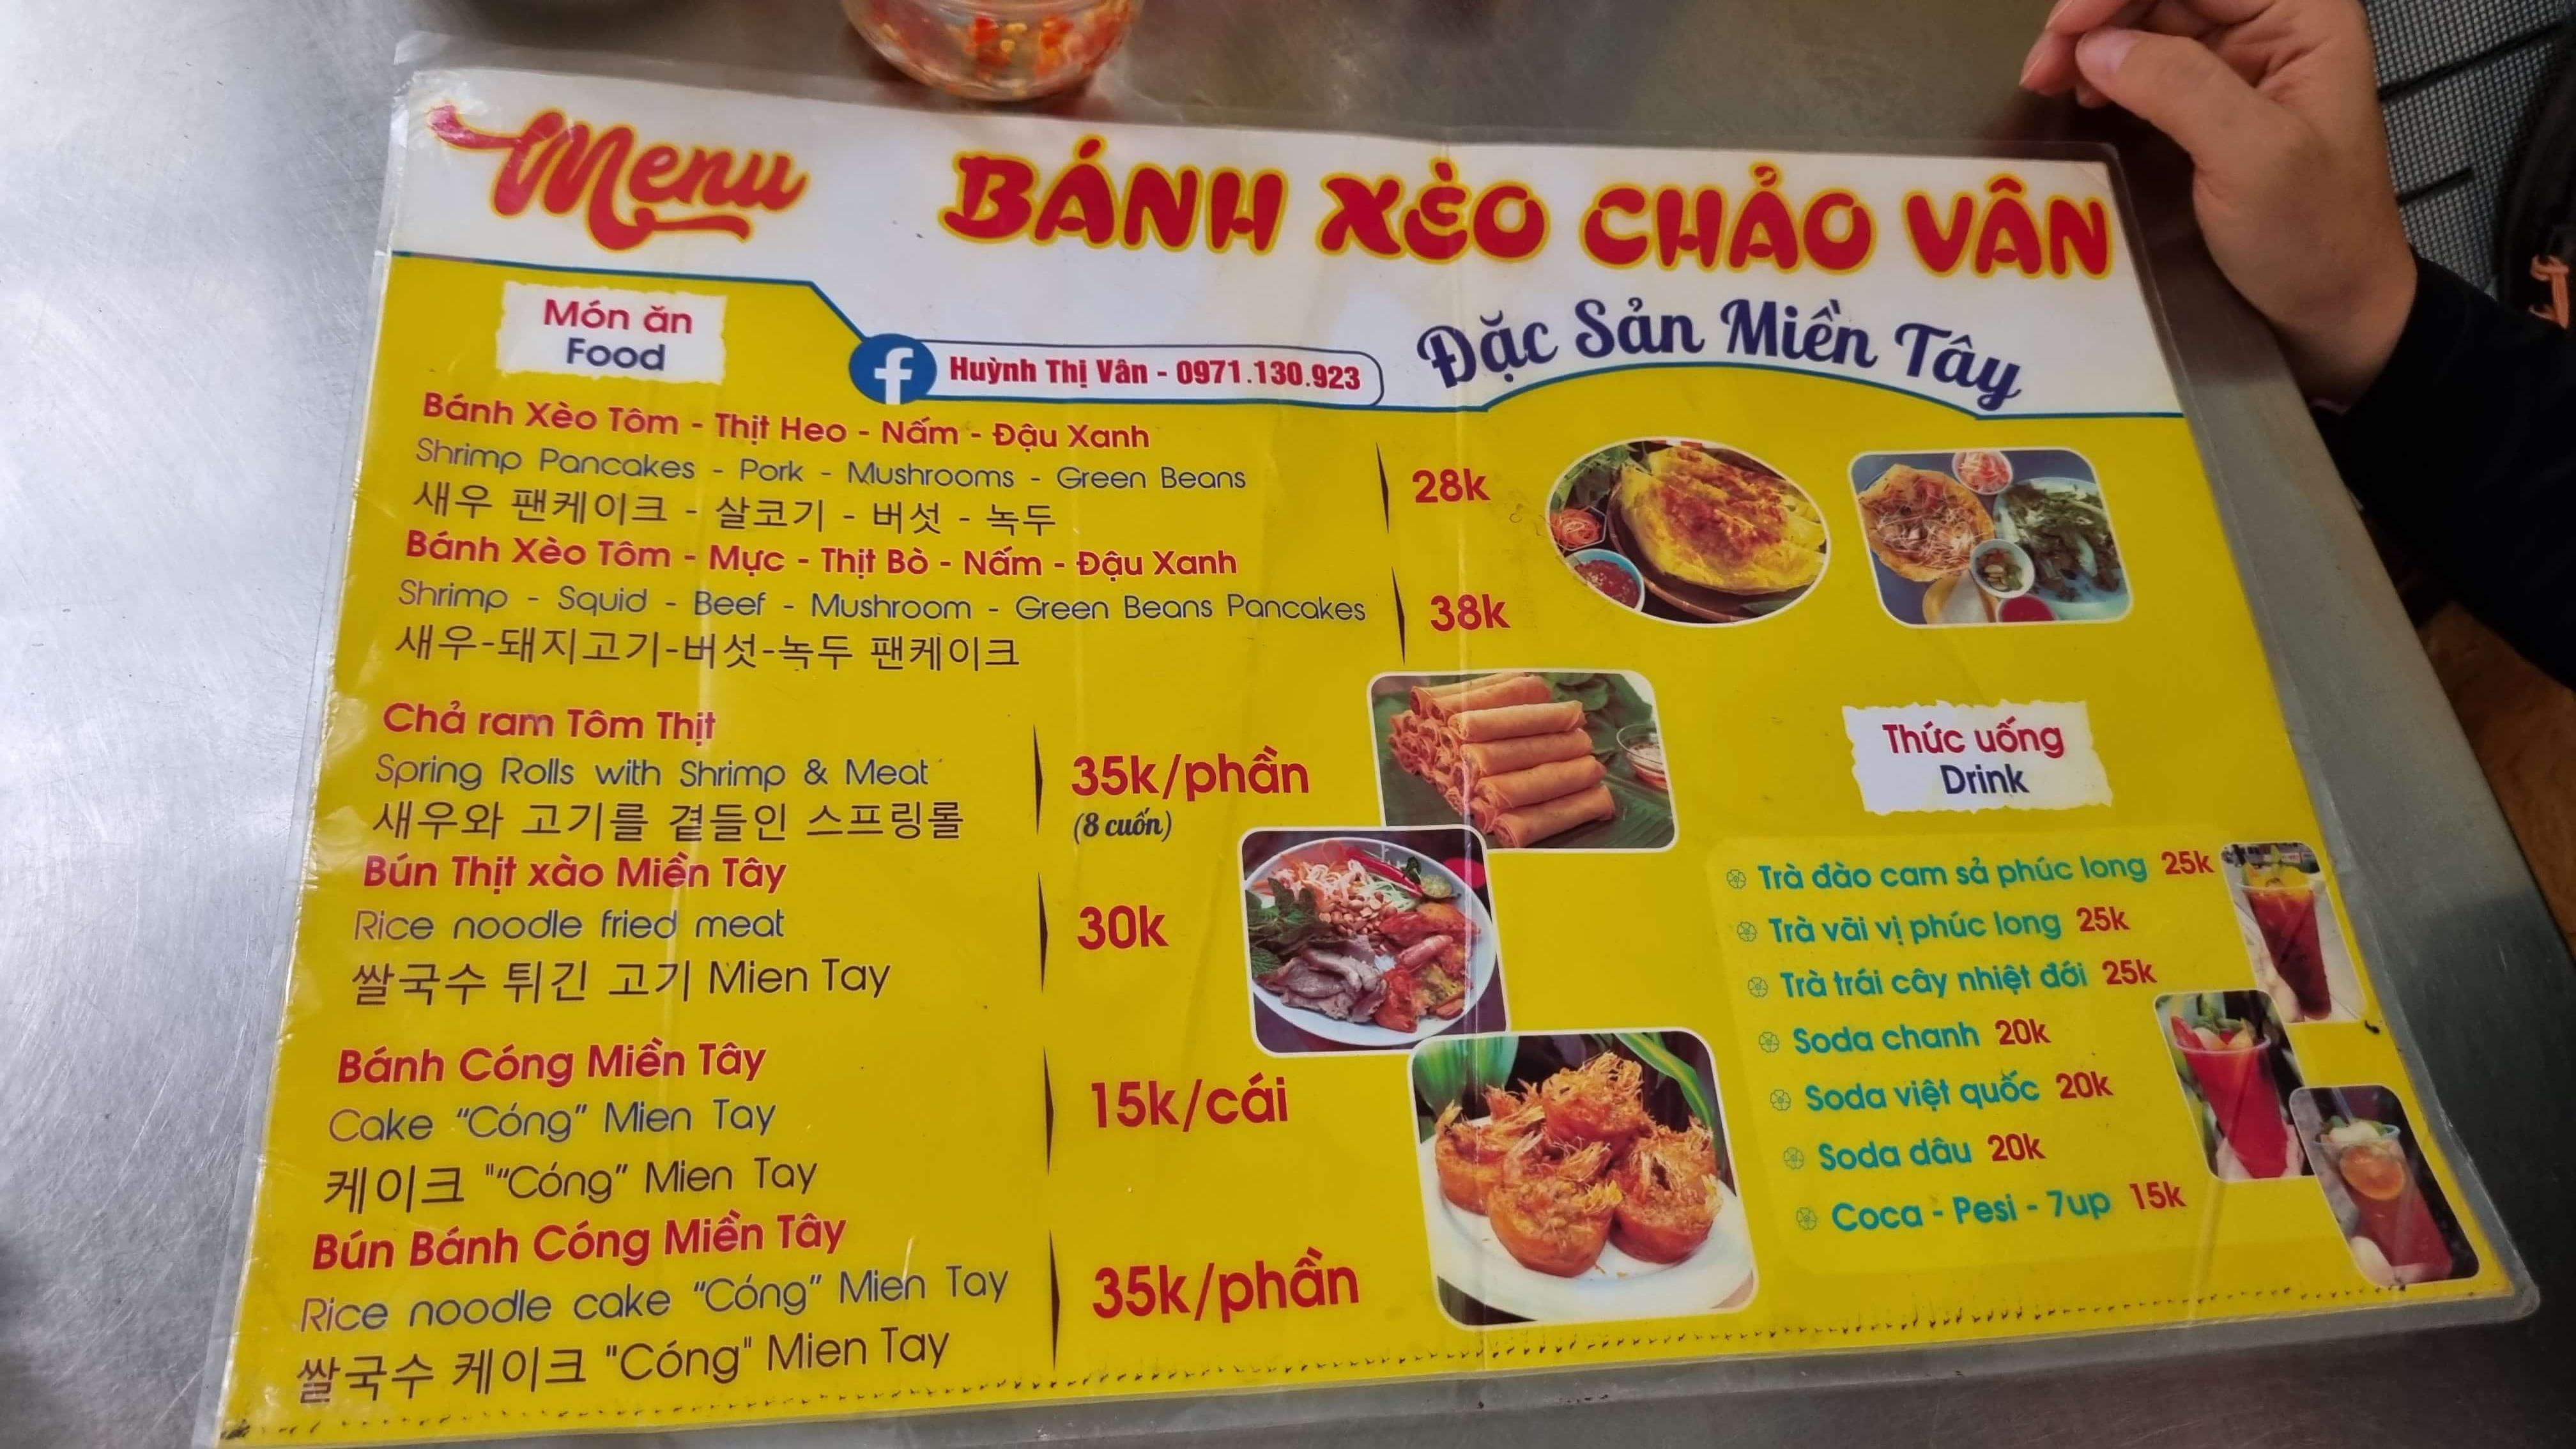 Menu
BÁNH XÈO CHẢO VÂN
Đặc Sản Miền Tây
Huỳnh Thị Vân - 0971.130.923
Món ăn
Food
Bánh Xèo Tôm - Thịt Heo - Nấm - Đậu Xanh
Shrimp Pancakes - Pork - Mushrooms - Green Beans
새우 팬케이크 - 살코기 - 버섯 - 녹두
28k
Bánh Xèo Tôm - Mực - Thịt Bò - Nấm - Đậu Xanh
Shrimp - Squid - Beef - Mushroom - Green Beans Pancakes
새우-돼지고기-버섯-녹두 팬케이크
38k
Chả ram Tôm Thịt
Spring Rolls with Shrimp & Meat
새우와 고기를 곁들인 스프링롤
35k/phần
(8 cuốn)
Bún Thịt xào Miền Tây
Rice noodle fried meat
쌀국수 튀긴 고기 Mien Tay
30k
Bánh Cóng Miền Tây
Cake “Cóng” Mien Tay
케이크 "“Cóng” Mien Tay
15k/cái
Bún Bánh Cóng Miền Tây
Rice noodle cake “Cóng” Mien Tay
쌀국수 케이크 "Cóng" Mien Tay
35k/phần
Thức uống
Drink
Trà đào cam sả phúc long 25k
Trà vãi vị phúc long 25k
Trà trái cây nhiệt đới 25k
Soda chanh 20k
Soda việt quốc 20k
Soda dâu 20k
Coca - Pesi - 7up 15k